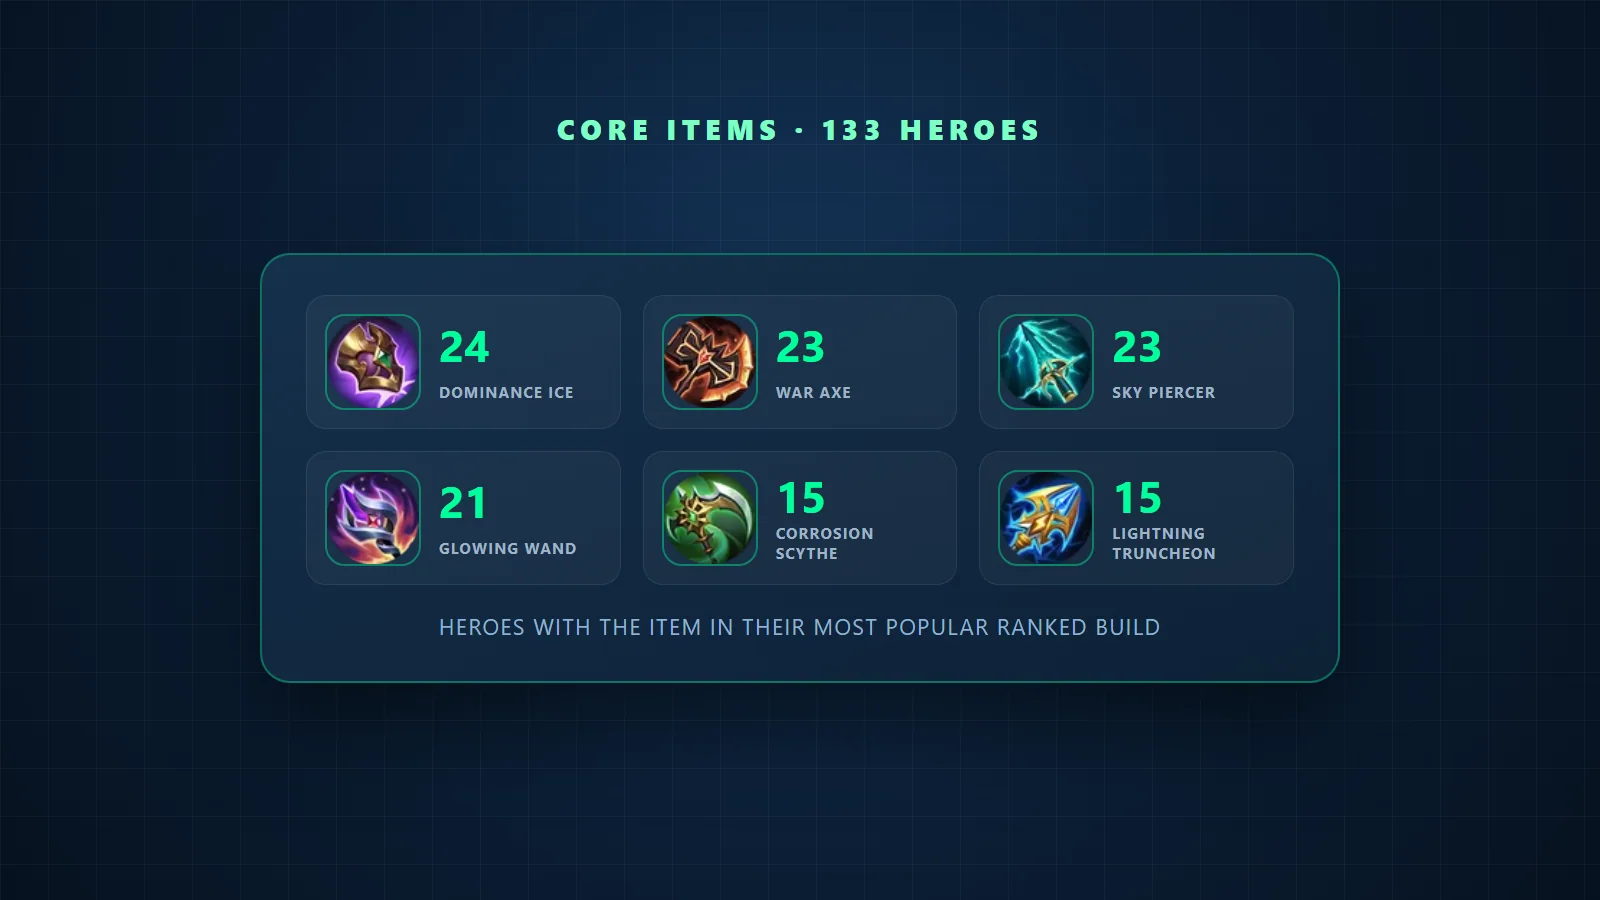 CORE ITEMS · 133 HEROES
24
DOMINANCE ICE
23
WAR AXE
23
SKY PIERCER
21
GLOWING WAND
15
CORROSION
SCYTHE
15
LIGHTNING
TRUNCHEON
HEROES WITH THE ITEM IN THEIR MOST POPULAR RANKED BUILD